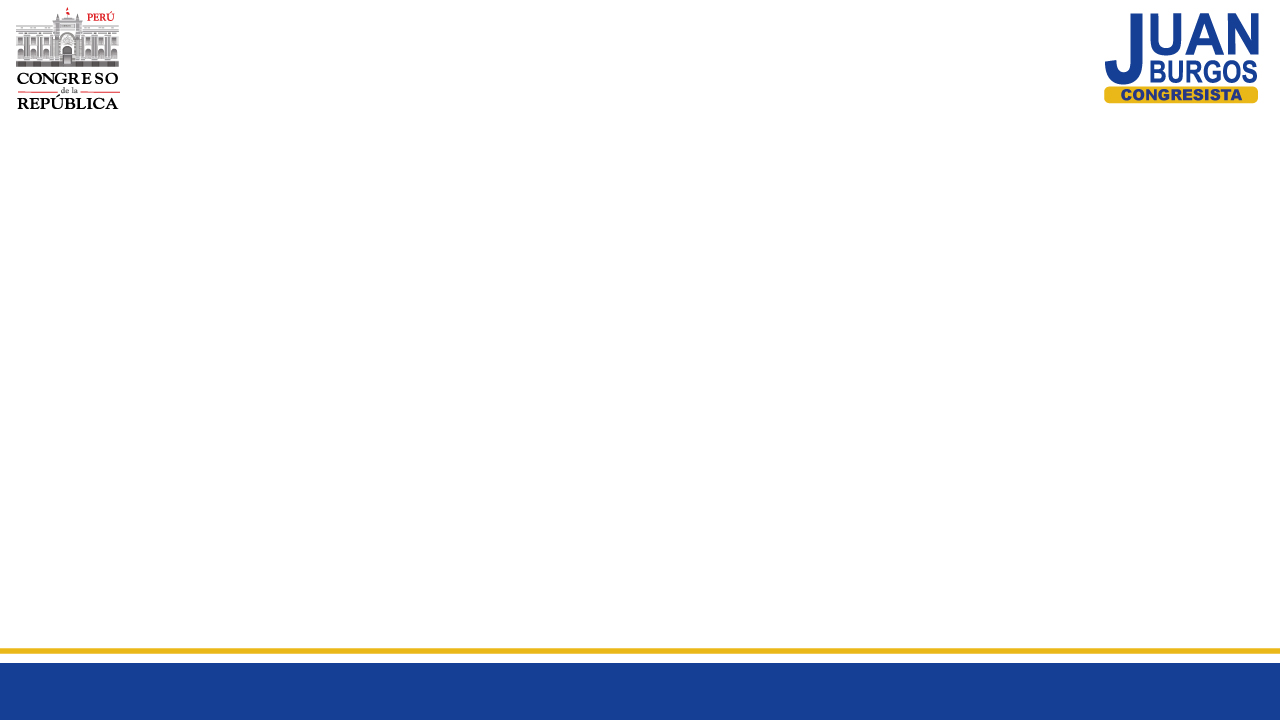 PERÚ
CONGRESO
de la
REPÚBLICA
JUAN
BURGOS
CONGRESISTA